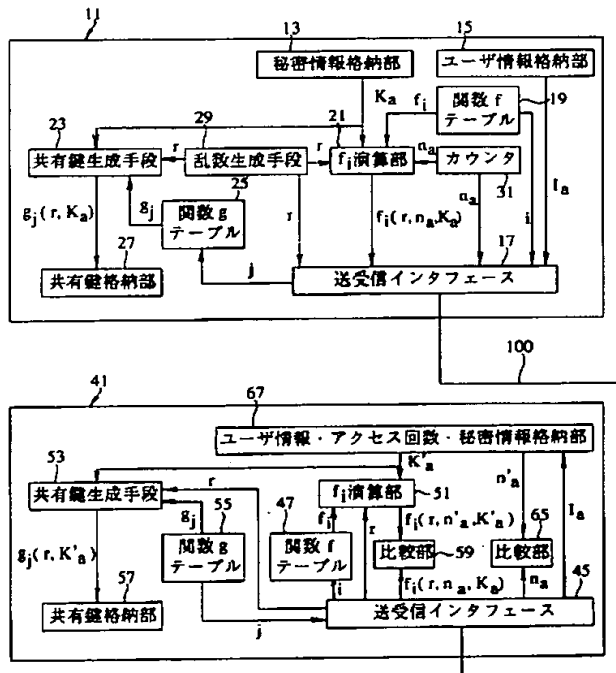 11
13
15
秘密情報格納部
ユーザ情報格納部
K_a
f_i
関数 f
テーブル
19
23
29
21
共有鍵生成手段
r
乱数生成手段
r
f_i演算部
n_a
カウンタ
31
25
g_j(r, K_a)
g_j
関数 g
テーブル
r
f_i(r, n_a, K_a)
n_a
i
I_a
27
j
17
共有鍵格納部
送受信インタフェース
100
41
67
ユーザ情報・アクセス回数・秘密情報格納部
53
K'_a
共有鍵生成手段
r
f_i演算部
51
n'_a
I_a
g_j
55
47
f_i
r
f_i(r, n'_a, K'_a)
65
g_j(r, K'_a)
関数 g
テーブル
関数 f
テーブル
比較部
59
比較部
57
i
f_i(r, n_a, K_a)
n_a
45
共有鍵格納部
j
送受信インタフェース